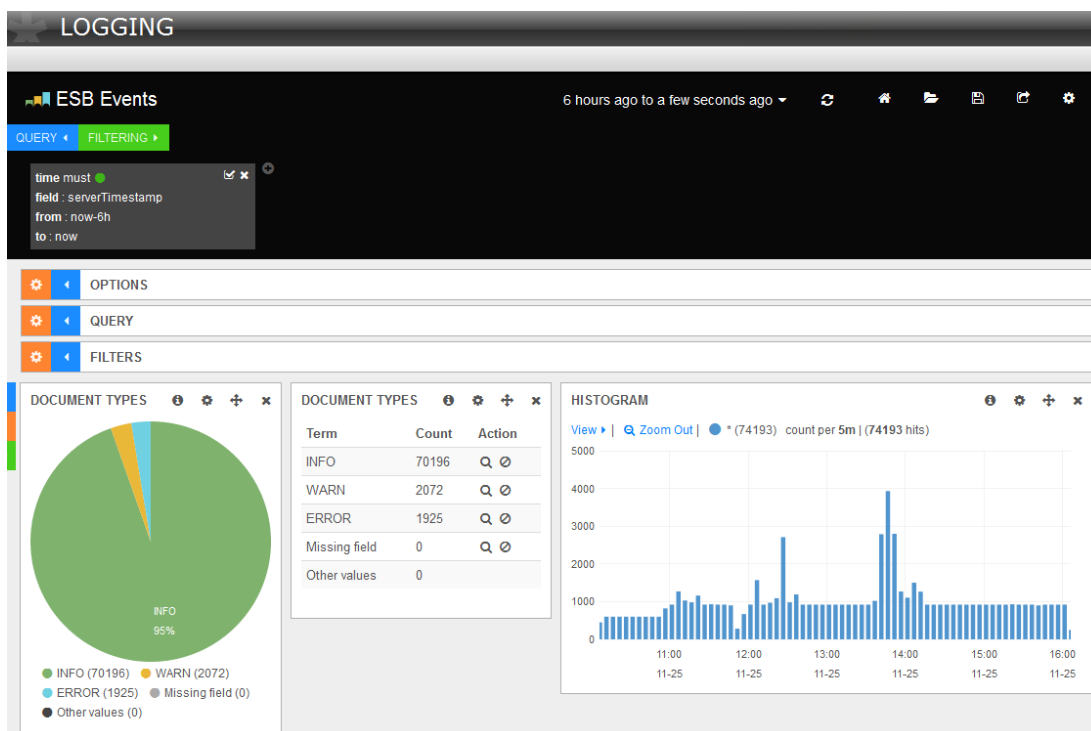 LOGGING
ESB Events
6 hours ago to a few seconds ago
QUERY
FILTERING
time must
field : serverTimestamp
from : now-6h
to : now
OPTIONS
QUERY
FILTERS
DOCUMENT TYPES
INFO
95%
INFO (70196) WARN (2072)
ERROR (1925) Missing field (0)
Other values (0)
DOCUMENT TYPES
Term Count Action
INFO 70196
WARN 2072
ERROR 1925
Missing field 0
Other values 0
HISTOGRAM
View | Zoom Out | * (74193) count per 5m | (74193 hits)
5000
4000
3000
2000
1000
0
11:00 12:00 13:00 14:00 15:00 16:00
11-25 11-25 11-25 11-25 11-25 11-25